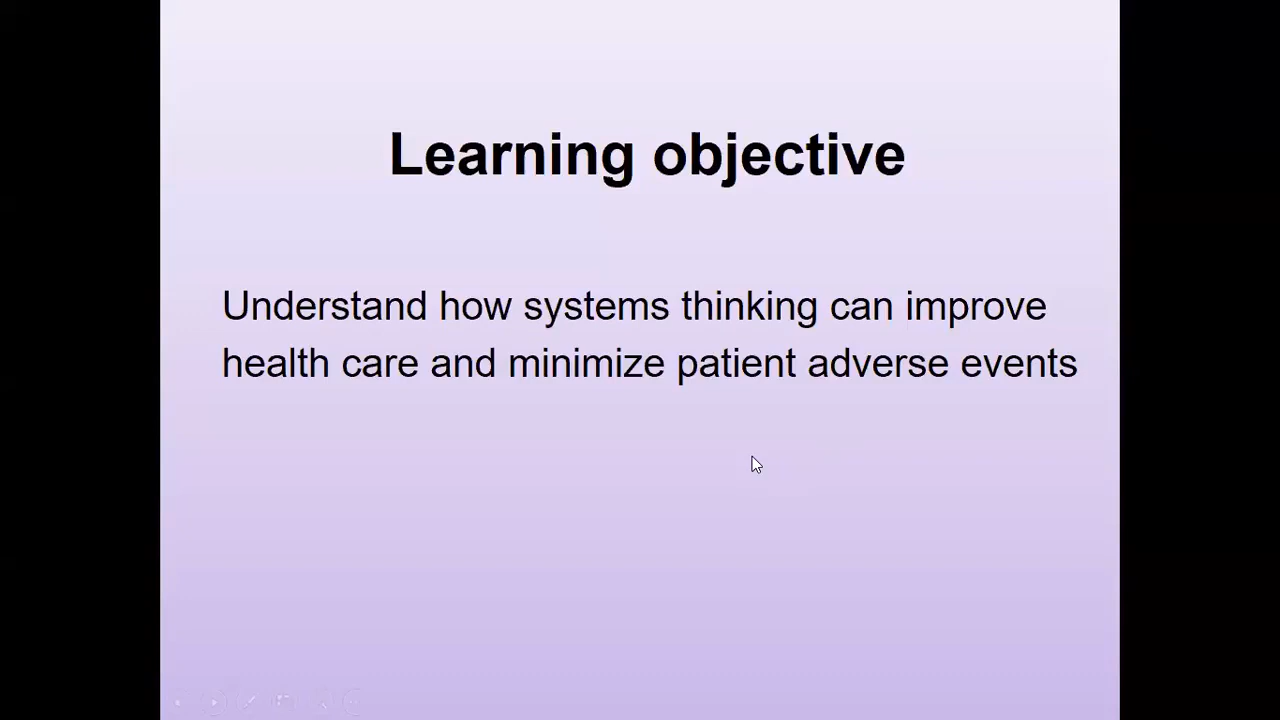 Learning objective
Understand how systems thinking can improve
health care and minimize patient adverse events